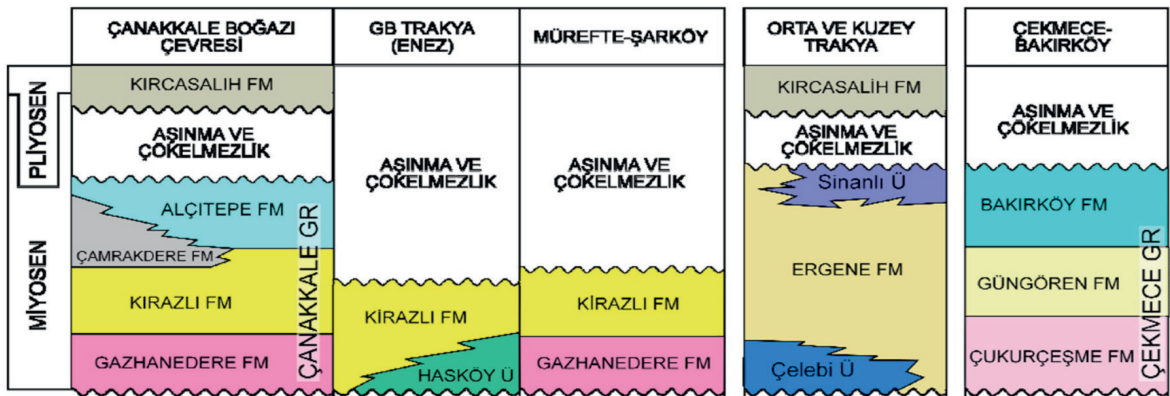 ÇANAKKALE BOĞAZI
ÇEVRESİ
GB TRAKYA
(ENEZ)
MÜREFTE-ŞARKÖY
ORTA VE KUZEY
TRAKYA
ÇEKMECE-
BAKIRKÖY
PLİYOSEN
MİYOSEN
KIRCASALIH FM
AŞINMA VE
ÇÖKELMEZLİK
ALÇITEPE FM
ÇAMRAKDERE FM
KIRAZLI FM
GAZHANEDERE FM
ÇANAKKALE GR
AŞINMA VE
ÇÖKELMEZLİK
KİRAZLI FM
HASKÖY Ü
AŞINMA VE
ÇÖKELMEZLİK
KİRAZLI FM
GAZHANEDERE FM
KIRCASALİH FM
AŞINMA VE
ÇÖKELMEZLİK
Sinanlı Ü
ERGENE FM
Çelebi Ü
AŞINMA VE
ÇÖKELMEZLİK
BAKIRKÖY FM
GÜNGÖREN FM
ÇUKURÇEŞME FM
ÇEKMECE GR